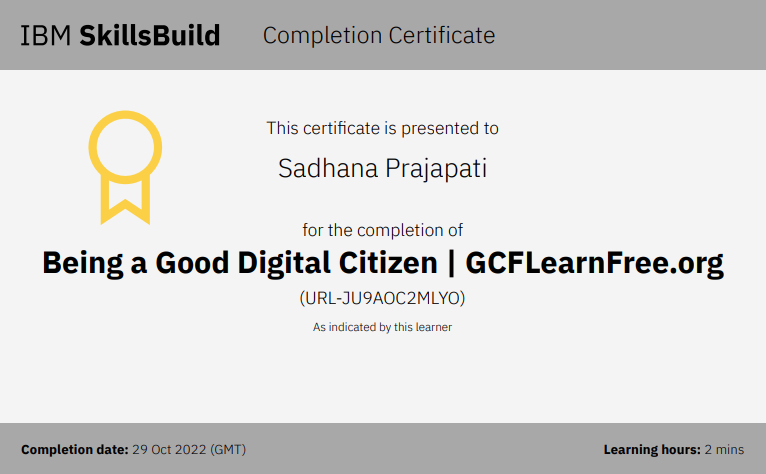 IBM SkillsBuild Completion Certificate
This certificate is presented to
Sadhana Prajapati
for the completion of
Being a Good Digital Citizen | GCFLearnFree.org
(URL-JU9AOC2MLYO)
As indicated by this learner
Completion date: 29 Oct 2022 (GMT) Learning hours: 2 mins